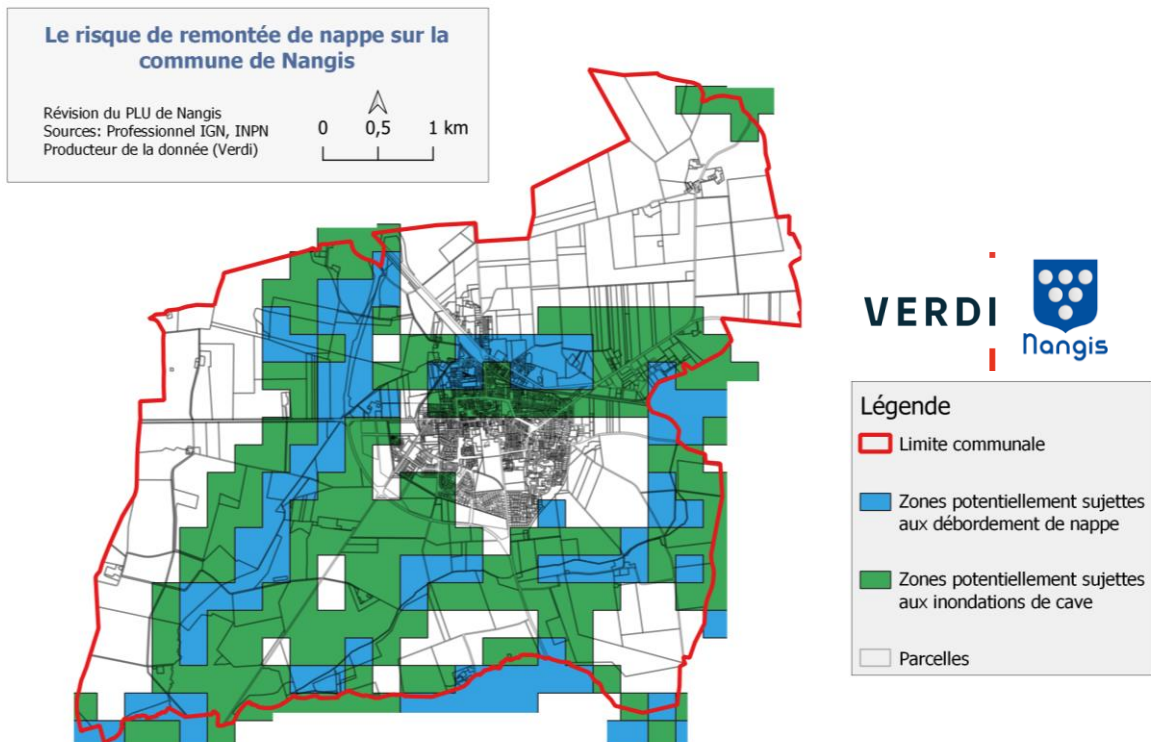 Le risque de remontée de nappe sur la
commune de Nangis
Révision du PLU de Nangis
Sources: Professionnel IGN, INPN
Producteur de la donnée (Verdi)
0 0,5 1 km
VERDI
Nangis
Légende
Limite communale
Zones potentiellement sujettes
aux débordement de nappe
Zones potentiellement sujettes
aux inondations de cave
Parcelles